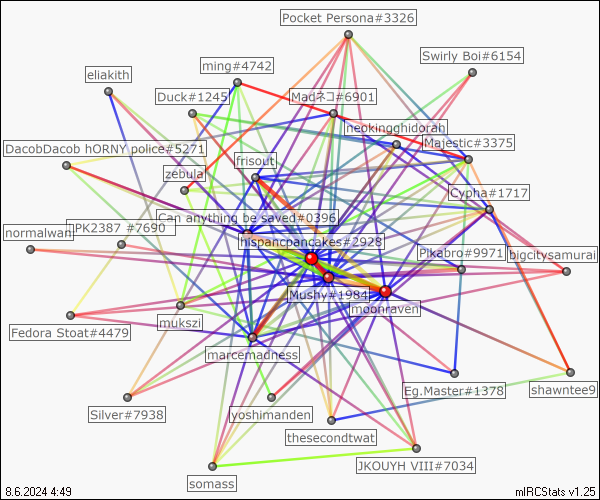 Pocket Persona#3326
Swirly Boi#6154
ming#4742
eliakith
Duck#1245
Madネコ#6901
neokingghidorah
Majestic#3375
DacobDacob hORNY police#5271
frisout
zebula
Cypha#1717
Can anything be saved#0396
PK2387 #7690
normalwan
hispancpancakes#2928
Pikabro#9971
bigcitysamurai
Mushy#1984
moonraven
Fedora Stoat#4479
mukszi
marcemadness
Eg.Master#1378
shawntee9
Silver#7938
yoshimanden
thesecondtwat
JKOUYH VIII#7034
somass
8.6.2024 4:49
mIRCStats v1.25